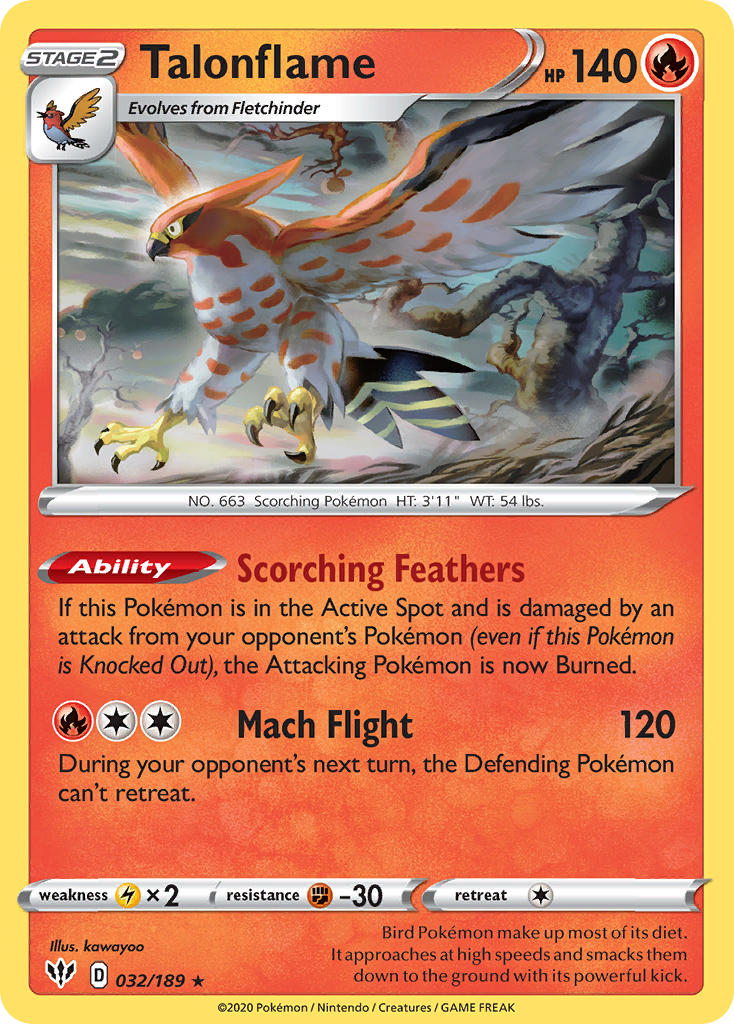 STAGE 2
Talonflame
HP 140
Evolves from Fletchinder
NO. 663 Scorching Pokémon HT: 3'11" WT: 54 lbs.
Ability Scorching Feathers
If this Pokémon is in the Active Spot and is damaged by an
attack from your opponent's Pokémon (even if this Pokémon
is Knocked Out), the Attacking Pokémon is now Burned.
Mach Flight 120
During your opponent's next turn, the Defending Pokémon
can't retreat.
weakness ×2 resistance -30 retreat
Illus. kawayoo
Bird Pokémon make up most of its diet.
It approaches at high speeds and smacks them
down to the ground with its powerful kick.
D 032/189 ★
©2020 Pokémon / Nintendo / Creatures / GAME FREAK